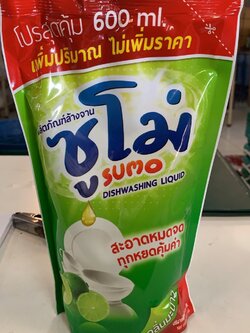 โปรสุดคุ้ม 600 ml.
เพิ่มปริมาณ ไม่เพิ่มราคา
ผลิตภัณฑ์ล้างจาน
ซูโม่
SUMO
DISHWASHING LIQUID
สะอาดหมดจด
ทุกหยดคุ้มค่า